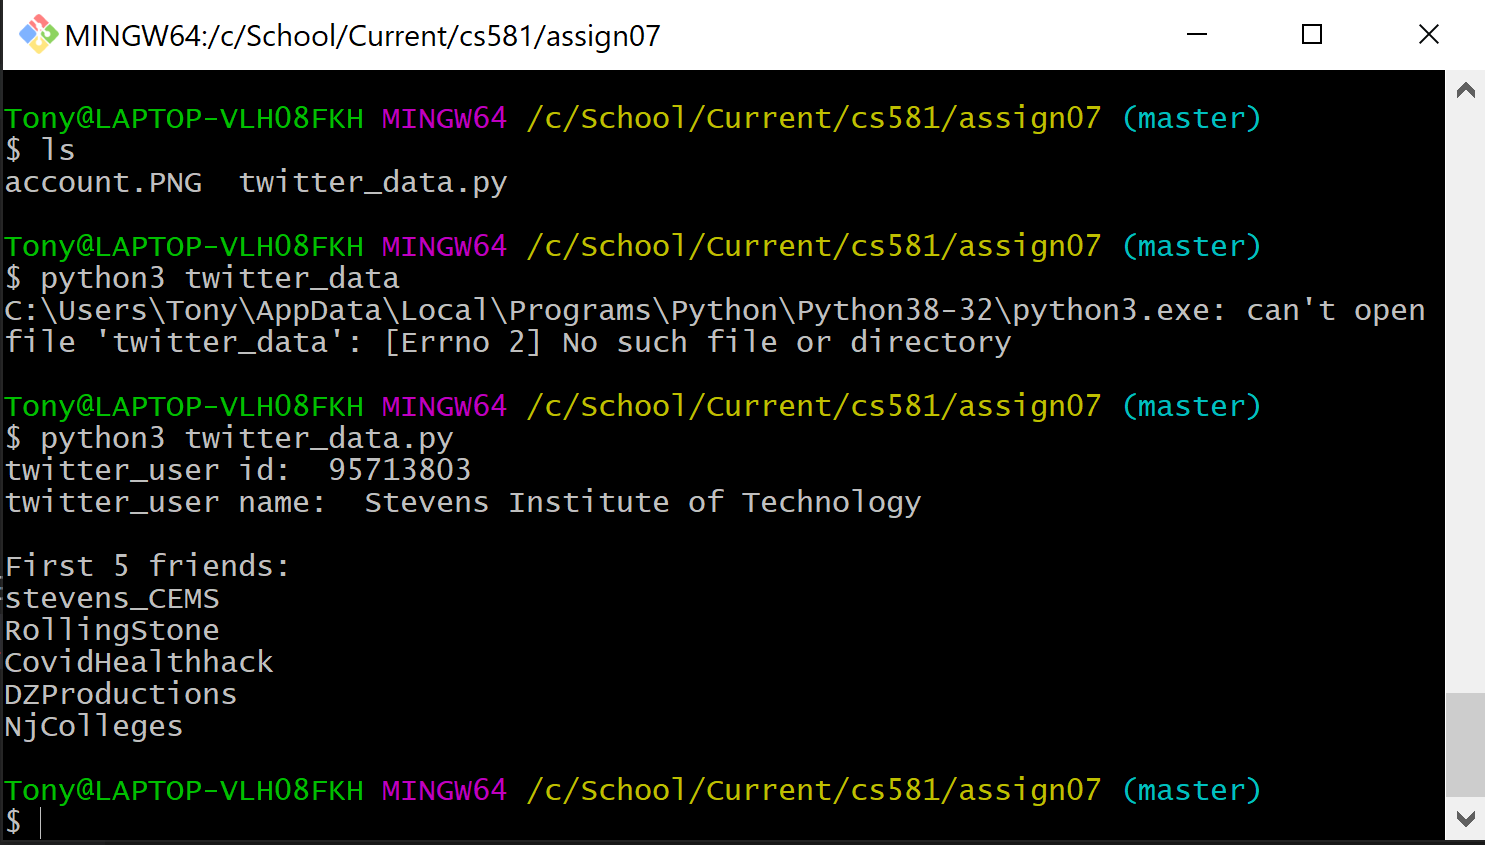 MINGW64:/c/School/Current/cs581/assign07
Tony@LAPTOP-VLH08FKH MINGW64 /c/School/Current/cs581/assign07 (master)
$ ls
account.PNG  twitter_data.py
Tony@LAPTOP-VLH08FKH MINGW64 /c/School/Current/cs581/assign07 (master)
$ python3 twitter_data
C:\Users\Tony\AppData\Local\Programs\Python\Python38-32\python3.exe: can't open
file 'twitter_data': [Errno 2] No such file or directory
Tony@LAPTOP-VLH08FKH MINGW64 /c/School/Current/cs581/assign07 (master)
$ python3 twitter_data.py
twitter_user id:  95713803
twitter_user name:  Stevens Institute of Technology
First 5 friends:
stevens_CEMS
RollingStone
CovidHealthhack
DZProductions
NjColleges
Tony@LAPTOP-VLH08FKH MINGW64 /c/School/Current/cs581/assign07 (master)
$